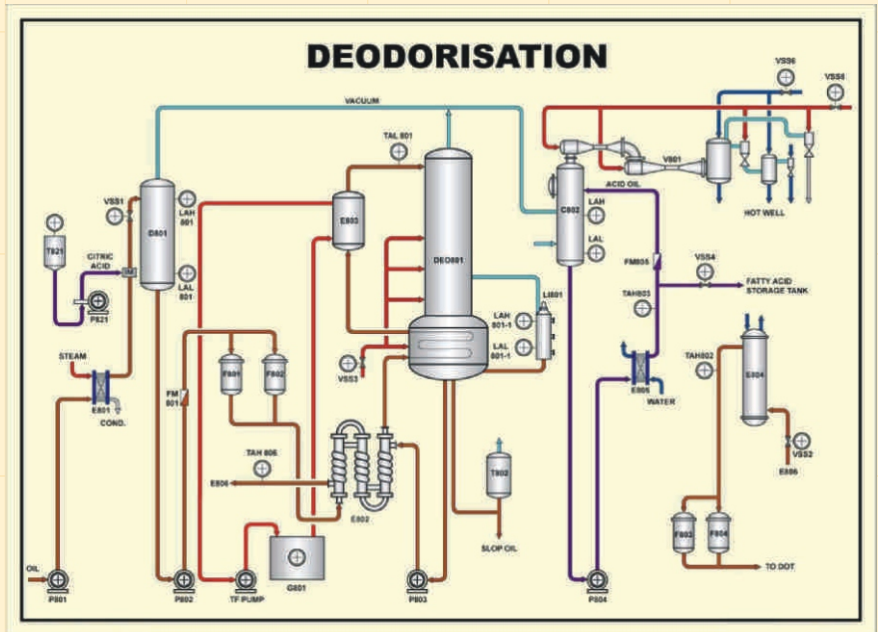 DEODORISATION
VSS6
VSS5
VACUUM
TAL 801
V801
ACID OIL
HOT WELL
VSS1
LAH
801
D801
E803
C802
LAH
LAL
T821
CITRIC
ACID
LAL
801
DEO801
FM805
VSS4
FATTY ACID
STORAGE TANK
P821
LI801
LAH
801-1
LAL
801-1
TAH803
STEAM
E801
COND.
FM
801
F801
F802
VSS3
E805
WATER
TAH802
E804
VSS2
E806
TAH 806
E806
E802
T802
SLOP OIL
F803
F804
TO DOT
OIL
P801
P802
TF PUMP
G801
P803
P804